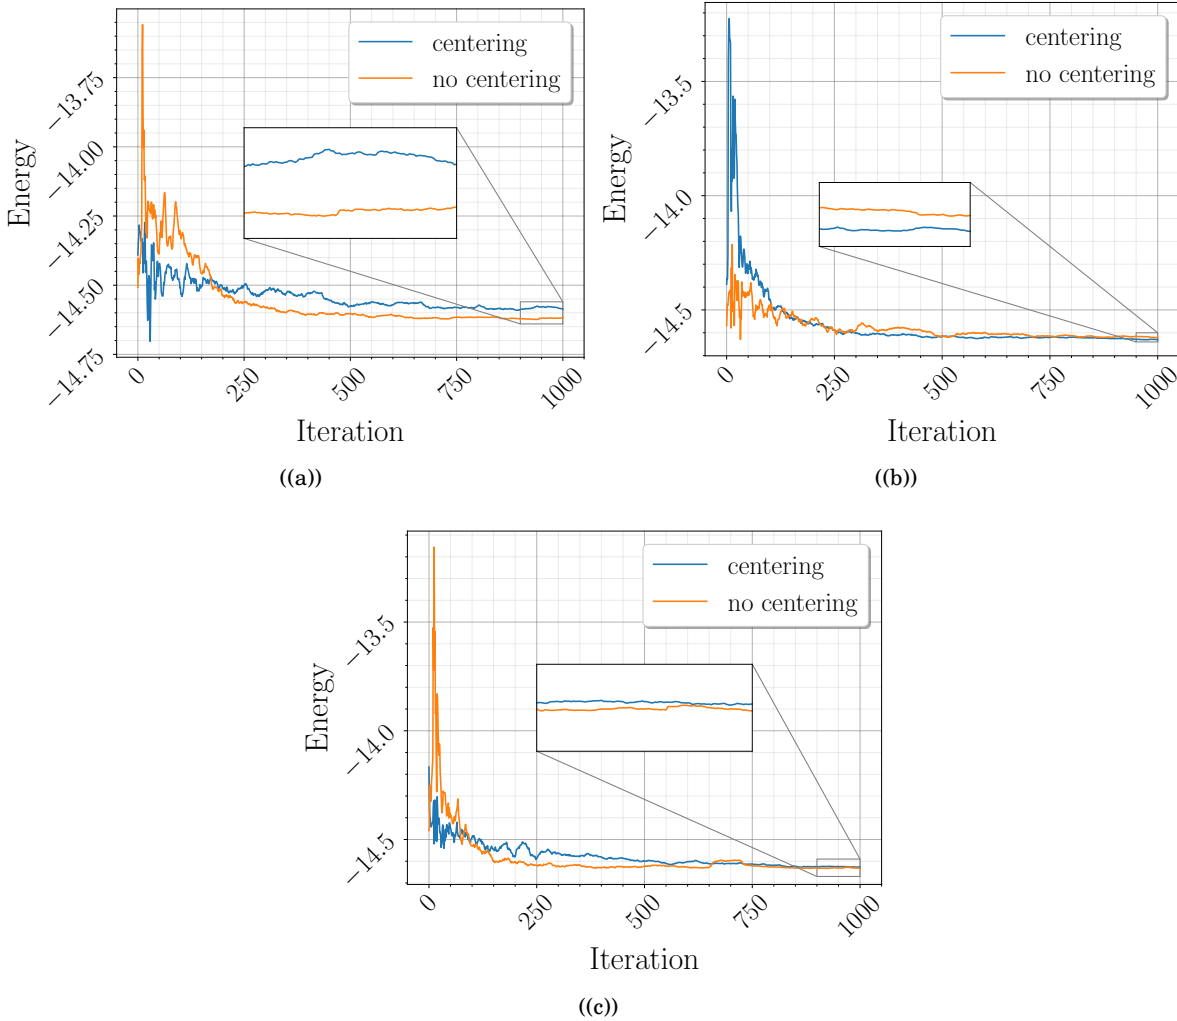 centering
no centering
−13.75
−14.00
−14.25
−14.50
−14.75
Energy
0
250
500
750
1000
Iteration
((a))
centering
no centering
−13.5
−14.0
−14.5
Energy
0
250
500
750
1000
Iteration
((b))
centering
no centering
−13.5
−14.0
−14.5
Energy
0
250
500
750
1000
Iteration
((c))